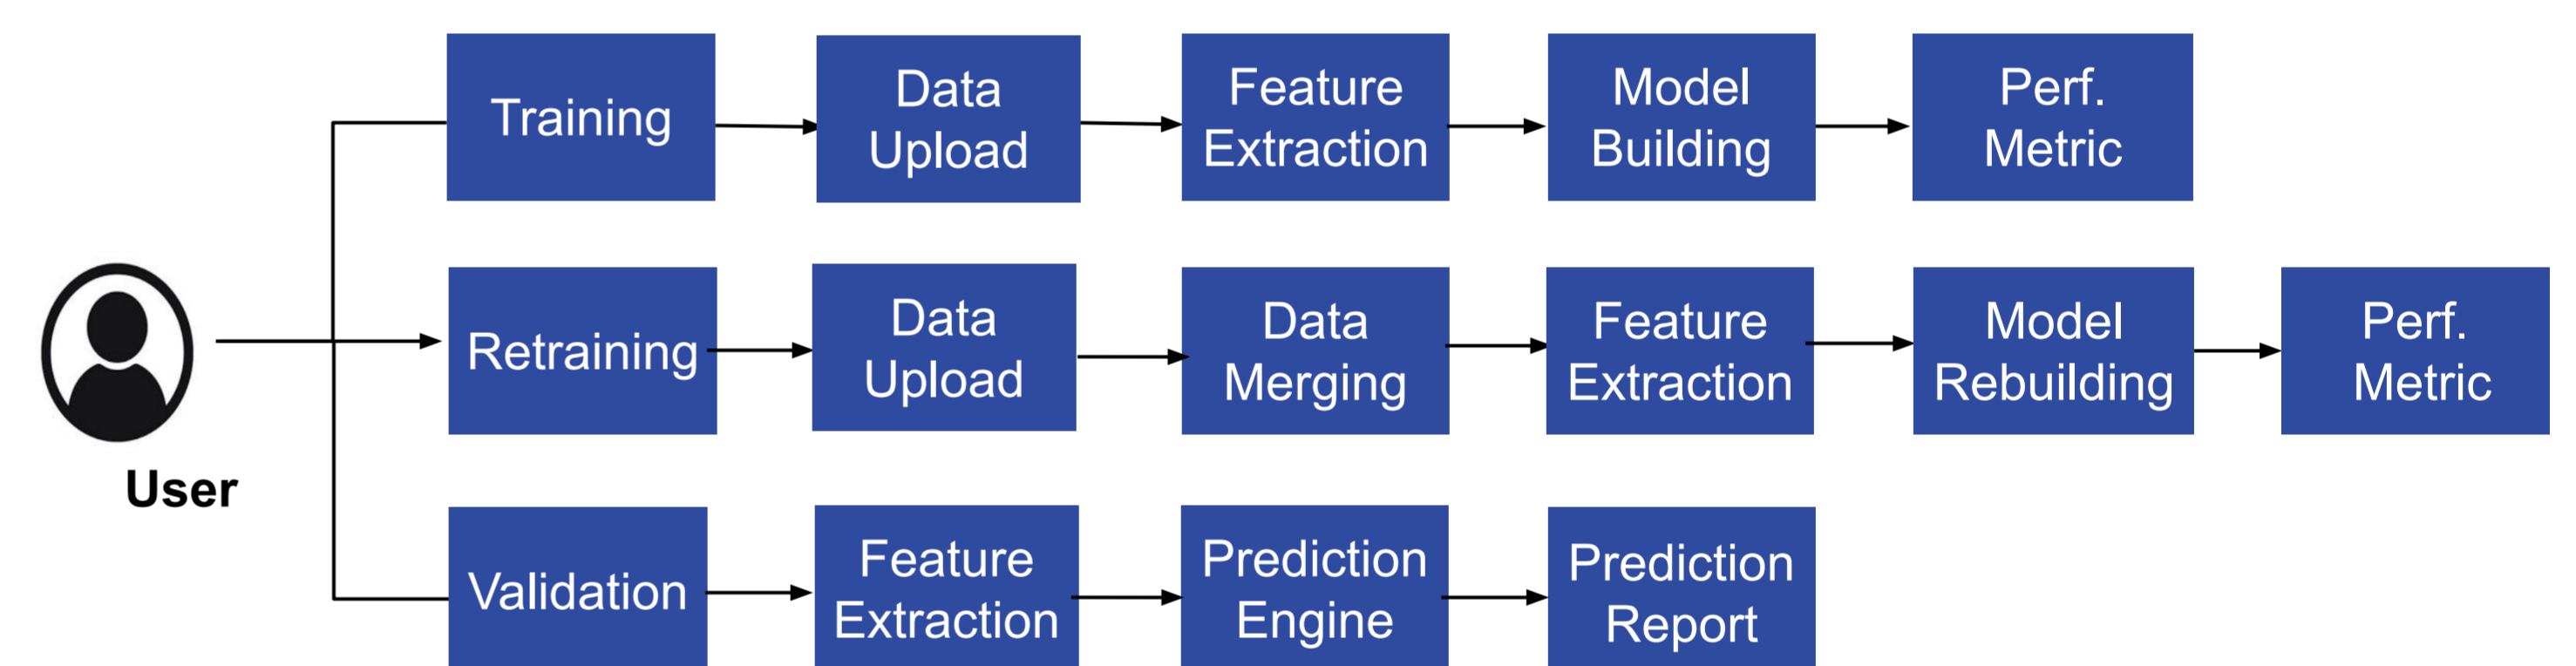 Training
Data
Upload
Feature
Extraction
Model
Building
Perf.
Metric
User
Retraining
Data
Upload
Data
Merging
Feature
Extraction
Model
Rebuilding
Perf.
Metric
Validation
Feature
Extraction
Prediction
Engine
Prediction
Report